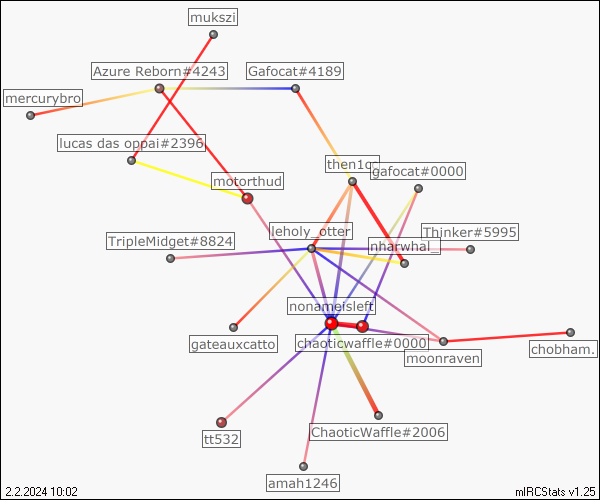 mukszi
Azure Reborn#4243
Gafocat#4189
mercurybro
lucas das oppai#2396
then1c
gafocat#0000
motorthud
leholy_otter
Thinker#5995
TripleMidget#8824
nharwhal_
nonameisleft
gateauxcatto
chaoticwaffle#0000
moonraven
chobham.
tt532
ChaoticWaffle#2006
amah1246
2.2.2024 10:02
mIRCStats v1.25